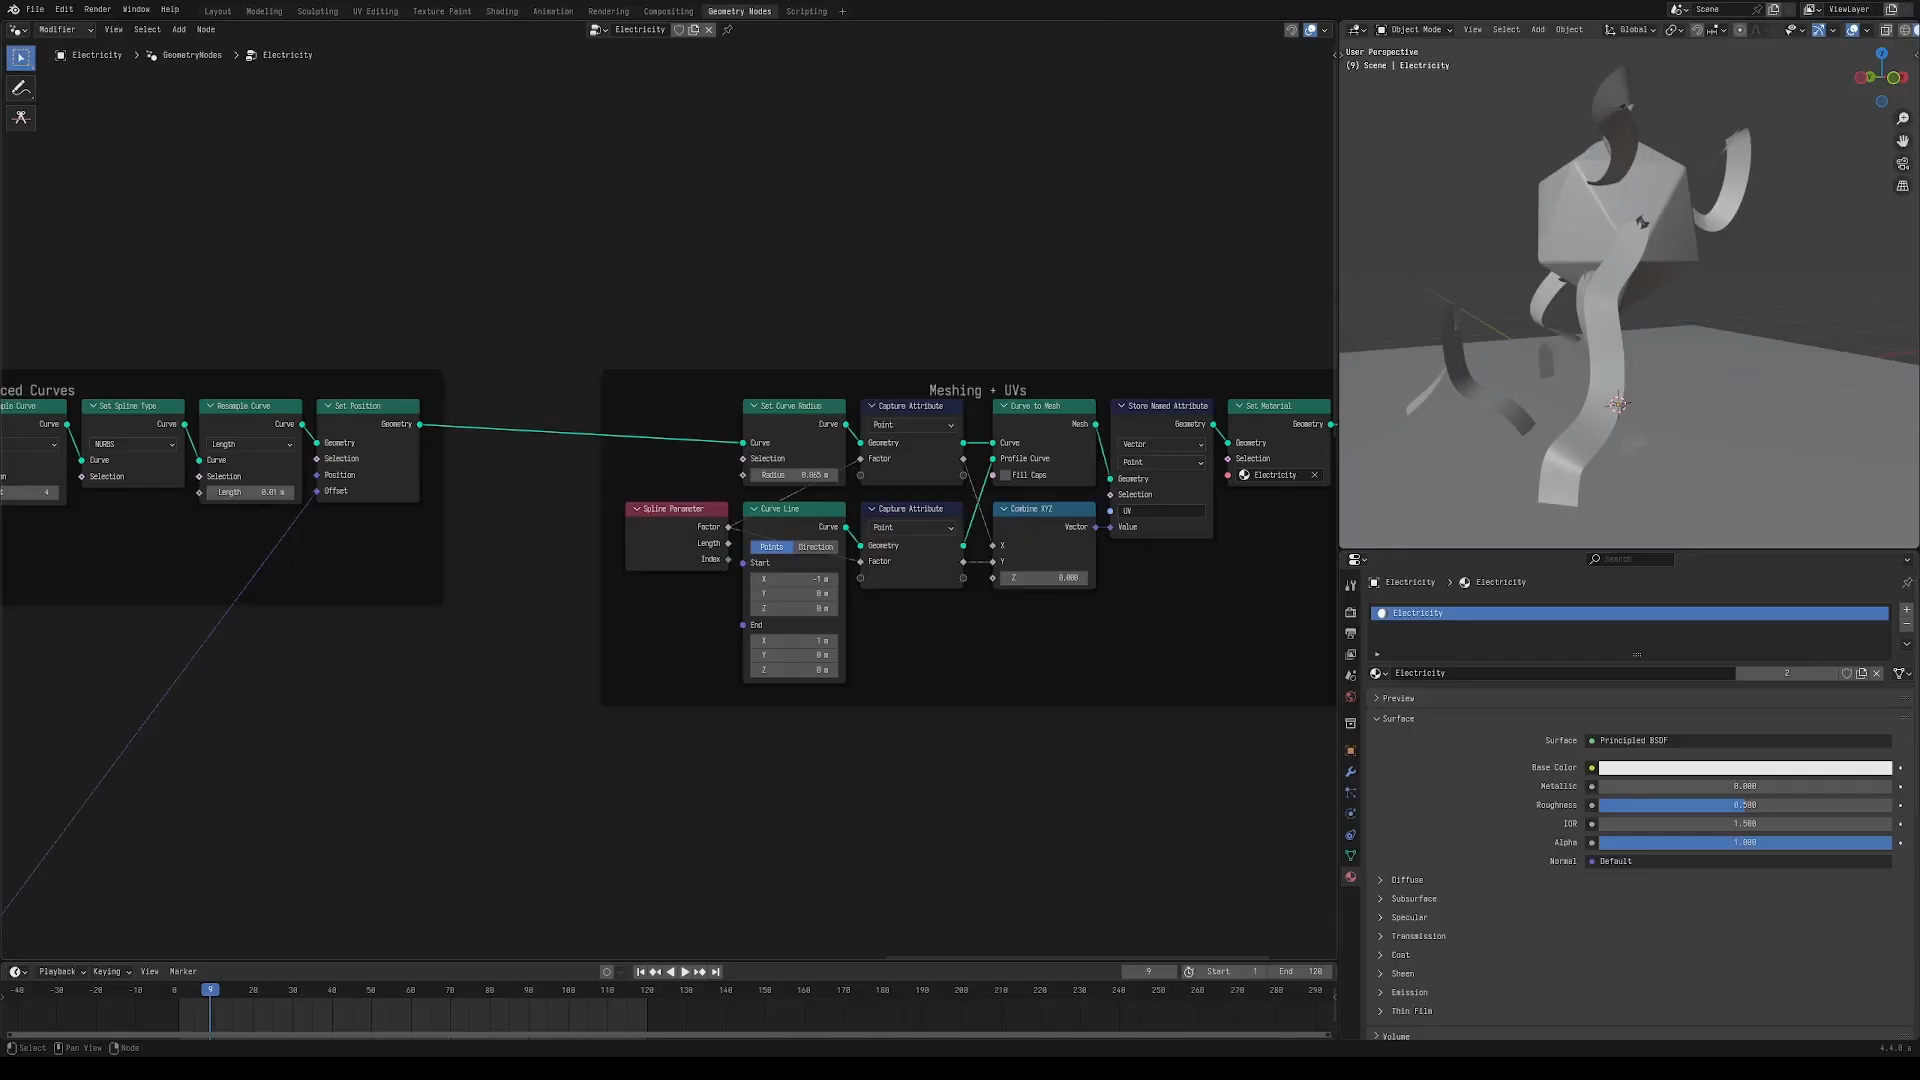 File Edit Render Window Help Layout Modeling Sculpting UV Editing Texture Paint Shading Animation Rendering Compositing Geometry Nodes Scripting + Scene ViewLayer
Modifier View Select Add Node Electricity Object Mode View Select Add Object Global
Electricity > GeometryNodes > Electricity
User Perspective
(9) Scene | Electricity
ced Curves
ple Curve
Curve
4
Set Spline Type
Curve
NURBS
Curve
Selection
Resample Curve
Curve
Length
Curve
Selection
Length 0.01 m
Set Position
Geometry
Geometry
Selection
Position
Offset
Meshing + UVs
Set Curve Radius
Curve
Curve
Selection
Radius 0.065 m
Capture Attribute
Point
Geometry
Factor
Curve to Mesh
Mesh
Curve
Profile Curve
Fill Caps
Store Named Attribute
Geometry
Vector
Point
Geometry
Selection
UV
Value
Set Material
Geometry
Geometry
Selection
Electricity
Spline Parameter
Factor
Length
Index
Curve Line
Curve
Points Direction
Start
X -1 m
Y 0 m
Z 0 m
End
X 1 m
Y 0 m
Z 0 m
Capture Attribute
Point
Geometry
Factor
Combine XYZ
Vector
X
Y
Z 0.000
Search
Electricity > Electricity
Electricity
Electricity 2
Preview
Surface
Surface Principled BSDF
Base Color
Metallic 0.000
Roughness 0.500
IOR 1.500
Alpha 1.000
Normal Default
Diffuse
Subsurface
Specular
Transmission
Coat
Sheen
Emission
Thin Film
Volume
Playback Keying View Marker 9 Start 1 End 120
-40 -30 -20 -10 0 9 20 30 40 50 60 70 80 90 100 110 120 130 140 150 160 170 180 190 200 210 220 230 240 250 260 270 280 290
Select Pan View Node 4.4.0 a